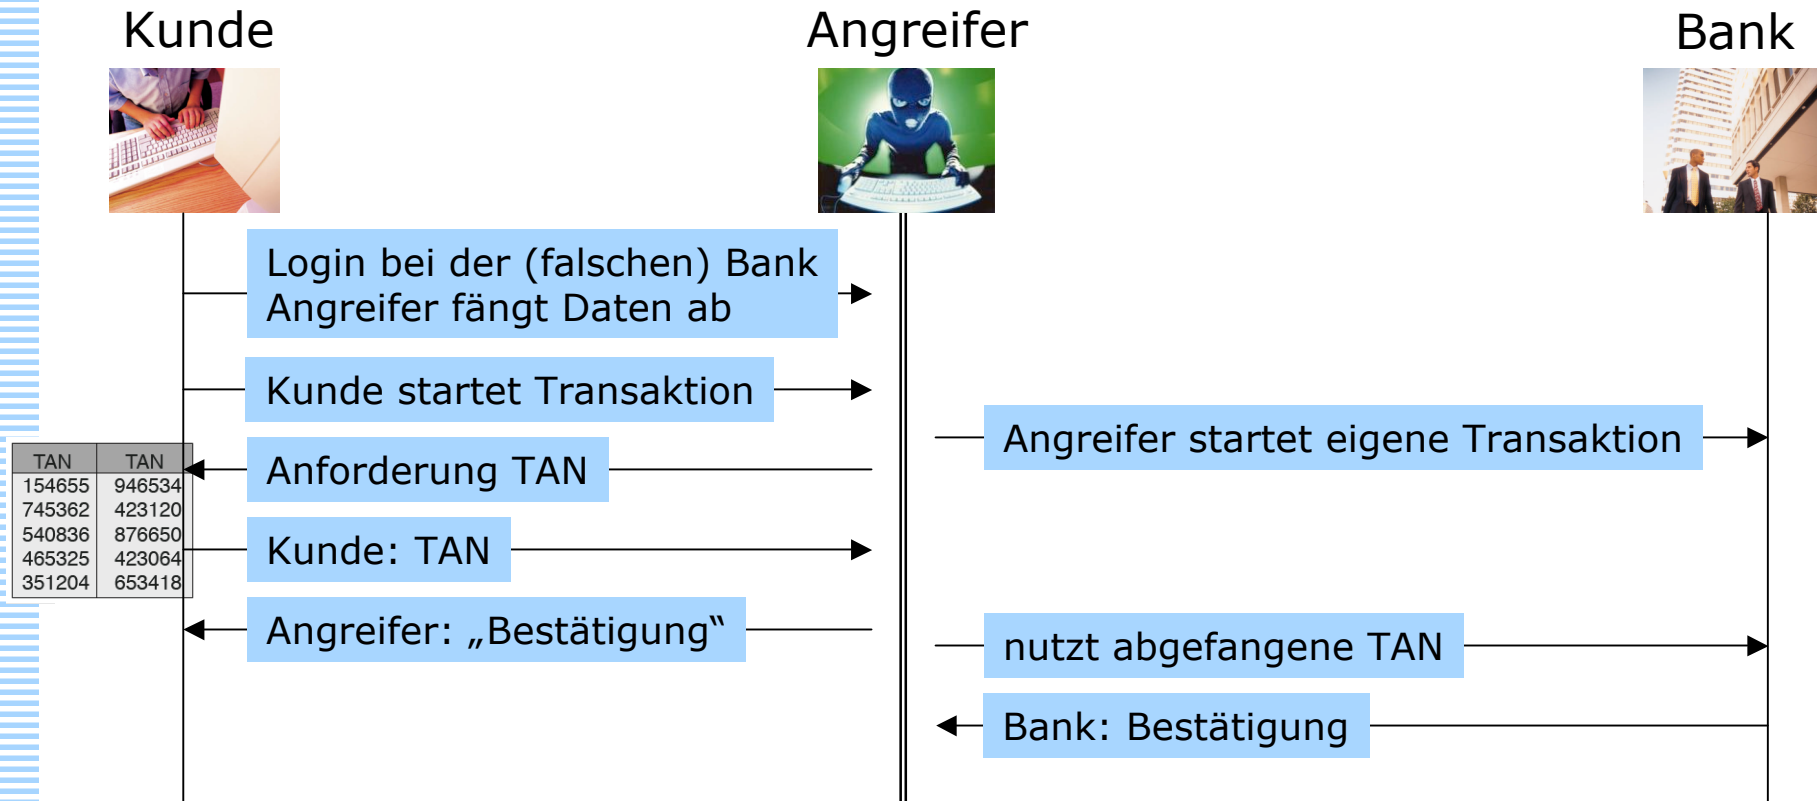 Kunde
Angreifer
Bank
Login bei der (falschen) Bank
Angreifer fängt Daten ab
Kunde startet Transaktion
Angreifer startet eigene Transaktion
Anforderung TAN
TAN TAN
154655 946534
745362 423120
540836 876650
465325 423064
351204 653418
Kunde: TAN
Angreifer: „Bestätigung“
nutzt abgefangene TAN
Bank: Bestätigung